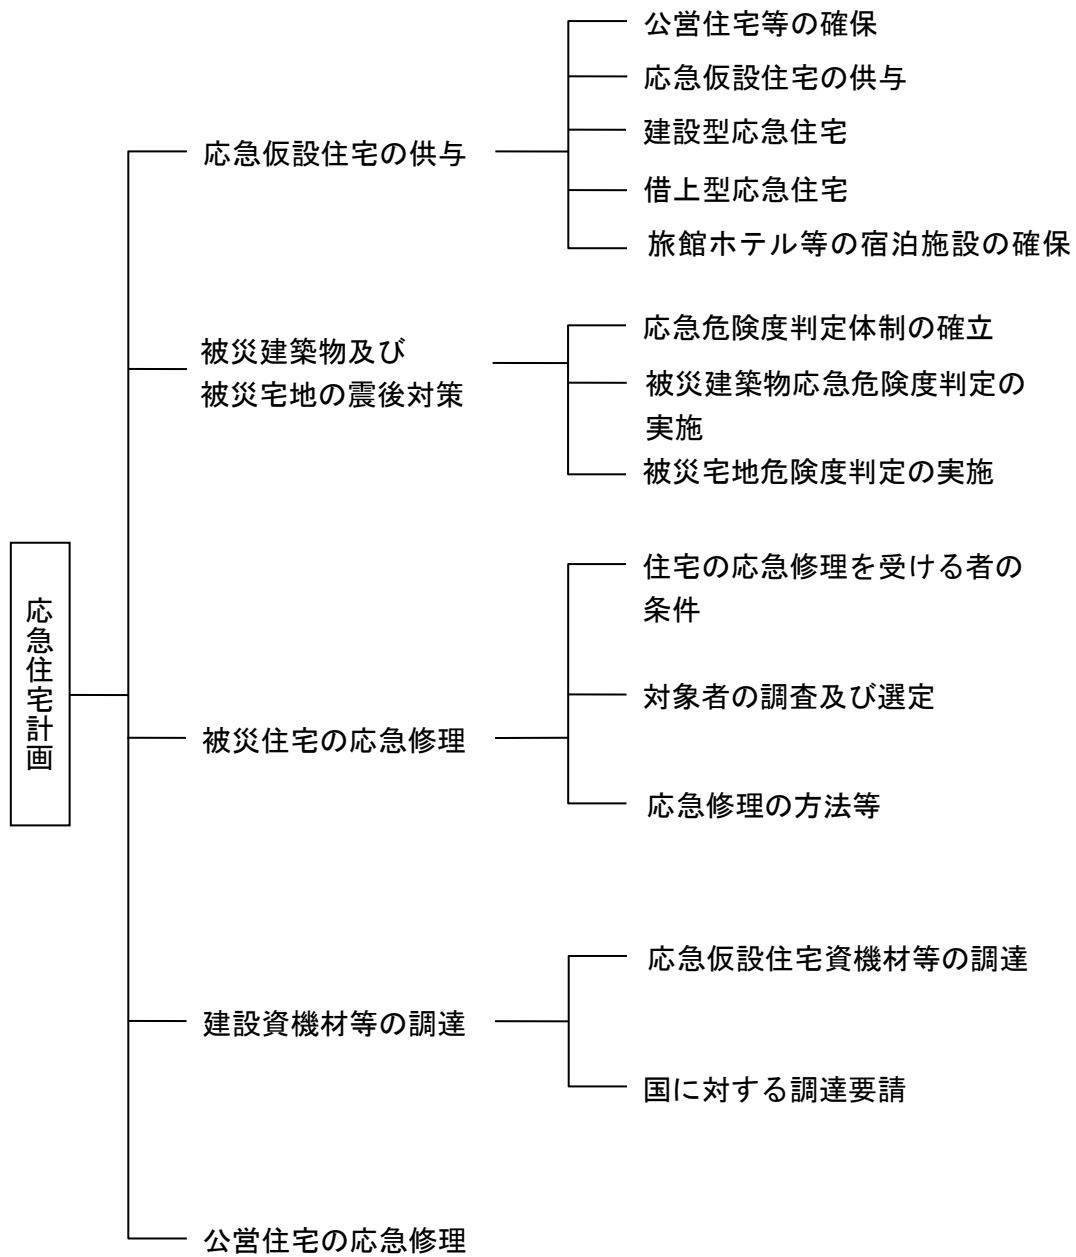 応急住宅計画
応急仮設住宅の供与
公営住宅等の確保
応急仮設住宅の供与
建設型応急住宅
借上型応急住宅
旅館ホテル等の宿泊施設の確保
被災建築物及び
被災宅地の震後対策
応急危険度判定体制の確立
被災建築物応急危険度判定の
実施
被災宅地危険度判定の実施
被災住宅の応急修理
住宅の応急修理を受ける者の
条件
対象者の調査及び選定
応急修理の方法等
建設資機材等の調達
応急仮設住宅資機材等の調達
国に対する調達要請
公営住宅の応急修理